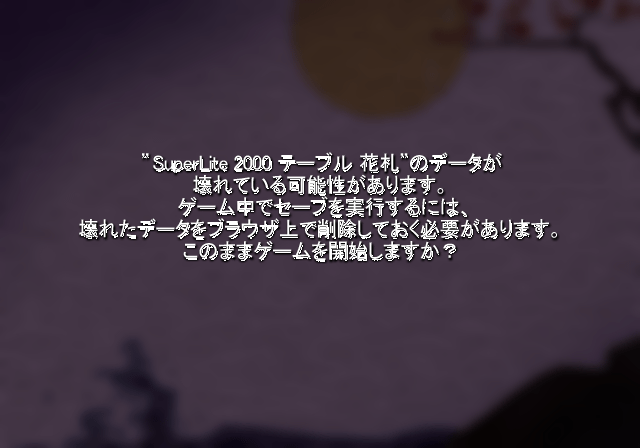 "SuperLite 2000 テーブル 花札"のデータが
壊れている可能性があります。
ゲーム中でセーブを実行するには、
壊れたデータをブラウザ上で削除しておく必要があります。
このままゲームを開始しますか？